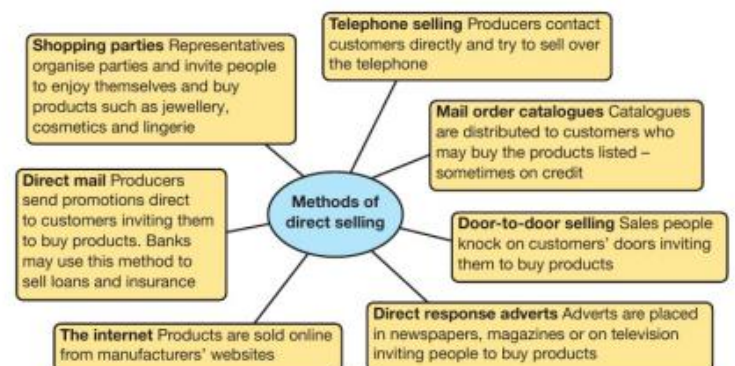 Telephone selling Producers contact
customers directly and try to sell over
the telephone
Shopping parties Representatives
organise parties and invite people
to enjoy themselves and buy
products such as jewellery,
cosmetics and lingerie
Mail order catalogues Catalogues
are distributed to customers who
may buy the products listed –
sometimes on credit
Direct mail Producers
send promotions direct
to customers inviting them
to buy products. Banks
may use this method to
sell loans and insurance
Methods of
direct selling
Door-to-door selling Sales people
knock on customers' doors inviting
them to buy products
The internet Products are sold online
from manufacturers' websites
Direct response adverts Adverts are placed
in newspapers, magazines or on television
inviting people to buy products